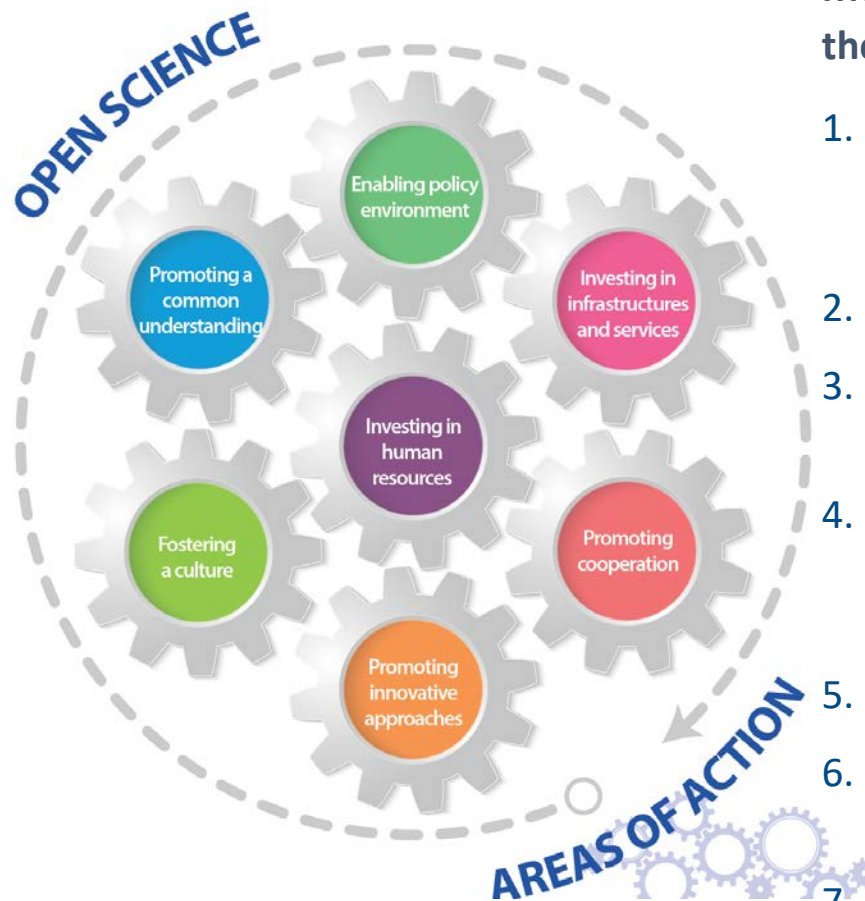 OPEN SCIENCE
Enabling policy
environment
Promoting a
common
understanding
Investing in
infrastructures
and services
Investing in
human
resources
Fostering
a culture
Promoting
cooperation
Promoting
innovative
approaches
AREAS OF ACTION
the
1.
2.
3.
4.
5.
6.
7.